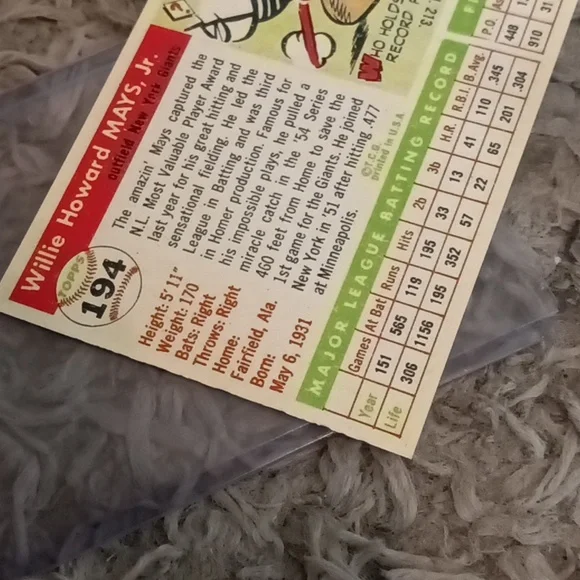 Willie Howard MAYS, Jr.
outfield New York Giants
TOPPS
194
Height: 5' 11"
Weight: 170
Bats: Right
Throws: Right
Home:
Fairfield, Ala.
Born:
May 6, 1931
The amazin' Mays captured the
N.L. Most Valuable Player Award
last year for his great hitting and
sensational fielding. He led the
League in Batting and was third
in Homer production. Famous for
his impossible plays, he pulled a
miracle catch in the '54 Series
460 feet from Home to save the
1st game for the Giants. He joined
New York in '51 after hitting .477
at Minneapolis.
©T.C.G.
Printed in U.S.A.
WHO HOLDS
RECORD
.313
MAJOR LEAGUE BATTING RECORD
Games At Bat Runs Hits 2b 3b H.R. R.B.I. B. Avg. P.O.
Year 151 565 119 195 33 13 41 110 .345 448
Life 306 1156 195 352 57 22 65 201 .304 910